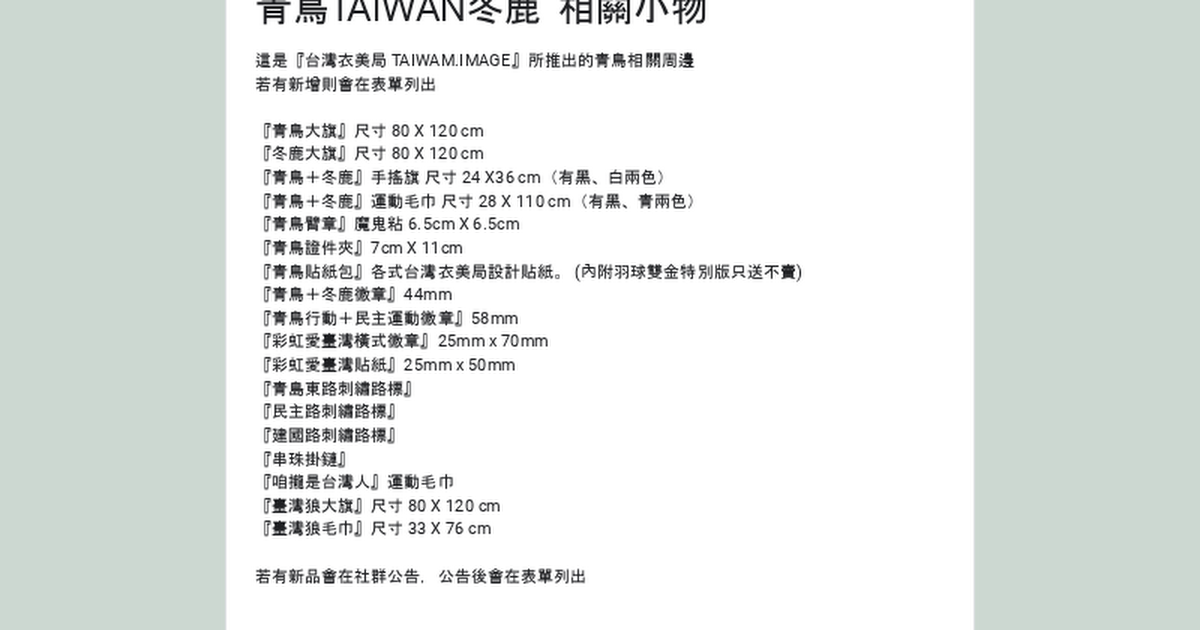 青鳥TAIWAN冬鹿 相關小物
這是『台灣衣美局 TAIWAM.IMAGE』所推出的青鳥相關周邊
若有新增則會在表單列出
『青鳥大旗』尺寸 80 X 120 cm
『冬鹿大旗』尺寸 80 X 120 cm
『青鳥＋冬鹿』手搖旗 尺寸 24 X36 cm（有黑、白兩色）
『青鳥＋冬鹿』運動毛巾 尺寸 28 X 110 cm（有黑、青兩色）
『青鳥臂章』魔鬼粘 6.5cm X 6.5cm
『青鳥證件夾』7cm X 11cm
『青鳥貼紙包』各式台灣衣美局設計貼紙。 (內附羽球雙金特別版只送不賣)
『青鳥＋冬鹿徽章』44mm
『青鳥行動＋民主運動徽章』58mm
『彩虹愛臺灣橫式徽章』25mm x 70mm
『彩虹愛臺灣貼紙』25mm x 50mm
『青島東路刺繡路標』
『民主路刺繡路標』
『建國路刺繡路標』
『串珠掛鏈』
『咱攏是台灣人』運動毛巾
『臺灣狼大旗』尺寸 80 X 120 cm
『臺灣狼毛巾』尺寸 33 X 76 cm
若有新品會在社群公告， 公告後會在表單列出